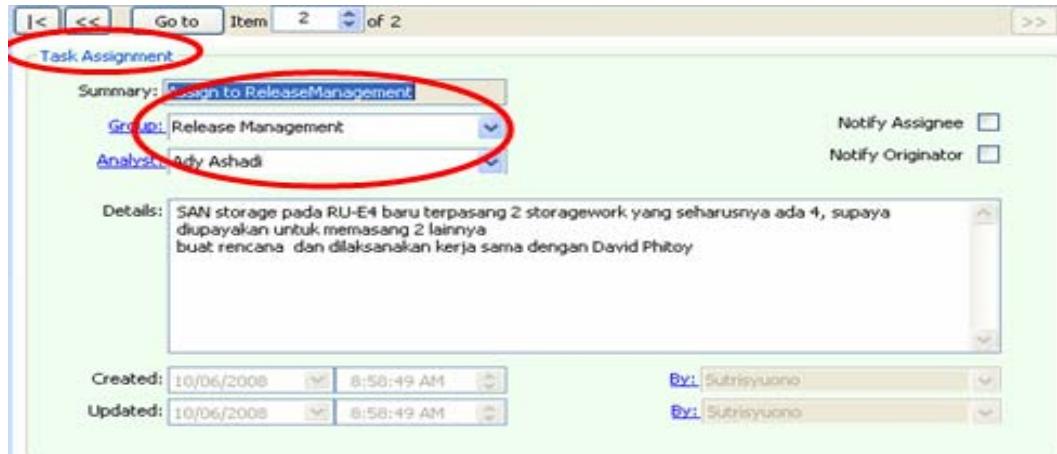 |< << Go to Item 2 of 2 >>
Task Assignment
Summary: Assign to ReleaseManagement
Group: Release Management
Notify Assignee
Analyst: Ady Ashadi
Notify Originator
Details: SAN storage pada RU-E4 baru terpasang 2 storagework yang seharusnya ada 4, supaya
diupayakan untuk memasang 2 lainnya
buat rencana dan dilaksanakan kerja sama dengan David Phitoy
Created: 10/06/2008 8:58:49 AM By: Sutrisyuono
Updated: 10/06/2008 8:58:49 AM By: Sutrisyuono